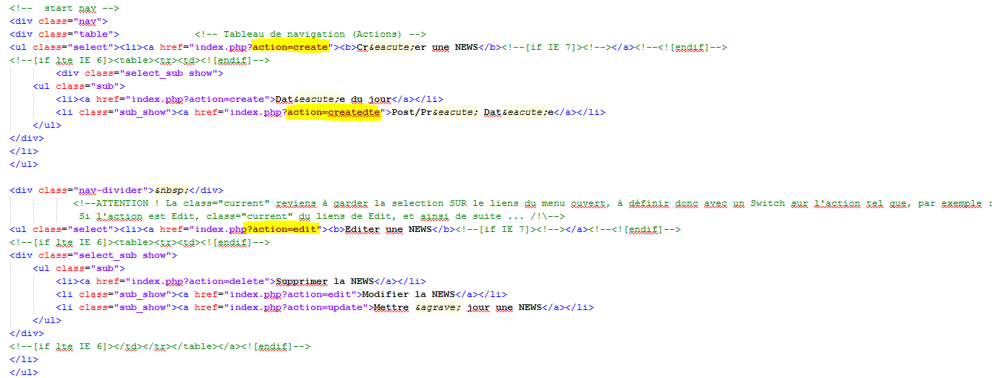 <!--  start nav -->
<div class="nav">
<div class="table">             <!-- Tableau de navigation (Actions) -->
<ul class="select"><li><a href="index.php?action=create"><b>Cr&eacute;er une NEWS</b><!--[if IE 7]><!--></a><!--<![endif]-->
<!--[if lte IE 6]><table><tr><td><![endif]-->
        <div class="select_sub show">
    <ul class="sub">
        <li><a href="index.php?action=create">Dat&eacute;e du jour</a></li>
        <li class="sub_show"><a href="index.php?action=createdte">Post/Pr&eacute; Dat&eacute;e</a></li>
    </ul>
</div>
</li>
</ul>

<div class="nav-divider">&nbsp;</div>
           <!--ATTENTION ! La class="current" reviens à garder la selection SUR le liens du menu ouvert, à définir donc avec un Switch sur l'action tel que, par exemple :
            Si l'action est Edit, class="current" du liens de Edit, et ainsi de suite ... /!\-->
<ul class="select"><li><a href="index.php?action=edit"><b>Editer une NEWS</b><!--[if IE 7]><!--></a><!--<![endif]-->
<!--[if lte IE 6]><table><tr><td><![endif]-->
<div class="select_sub show">
    <ul class="sub">
        <li><a href="index.php?action=delete">Supprimer la NEWS</a></li>
        <li class="sub_show"><a href="index.php?action=edit">Modifier la NEWS</a></li>
        <li class="sub_show"><a href="index.php?action=update">Mettre &agrave; jour une NEWS</a></li>
    </ul>
</div>
<!--[if lte IE 6]></td></tr></table></a><![endif]-->
</li>
</ul>